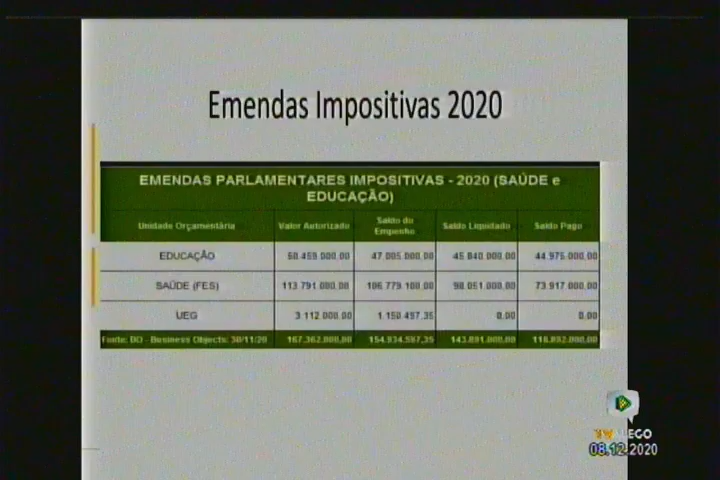 Emendas Impositivas 2020
EMENDAS PARLAMENTARES IMPOSITIVAS - 2020 (SAÚDE e
EDUCAÇÃO)
Unidade Orçamentária Valor Autorizado Saldo do Empenho Saldo Liquidado Saldo Pago
EDUCAÇÃO 47.005.000,00 45.840.000,00 44.975.000,00
SAÚDE (FES) 113.791.000,00 106.779.100,00 98.051.000,00 73.917.000,00
UEG 3.112.000,00 1.150.457,35 0,00 0,00
Fonte: BO - Business Objects: 30/11/20 167.362.000,00 154.934.557,35 143.891.000,00 118.892.000,00
TV ALEGO
08.12.2020